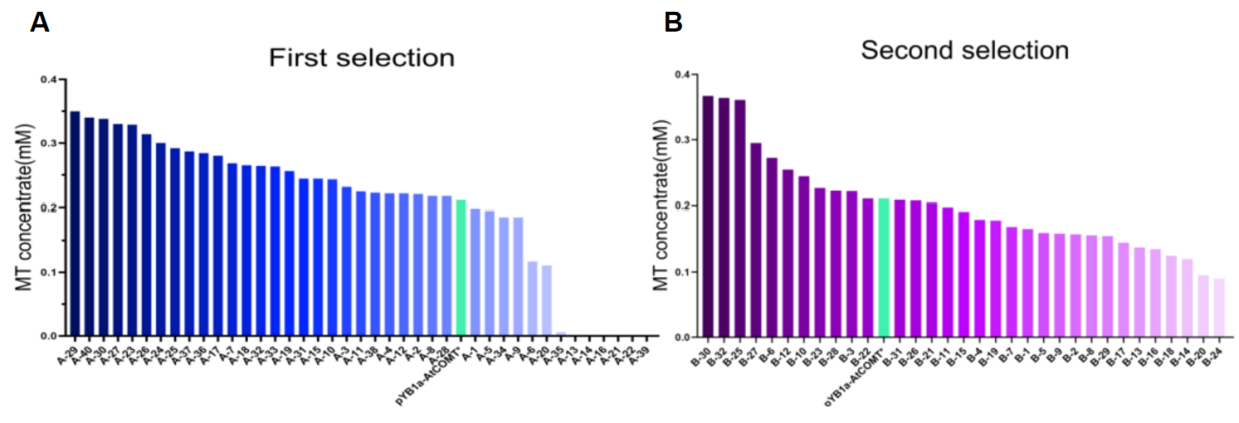 A
First selection
MT concentrate(mM)
0.4
0.3
0.2
0.1
0.0
A-29
A-40
A-30
A-27
A-23
A-26
A-24
A-25
A-37
A-36
A-17
A-7
A-18
A-32
A-33
A-19
A-31
A-15
A-10
A-3
A-11
A-38
A-4
A-12
A-2
A-8
A-28
pYB1a-AtCOMT
A-1
A-5
A-34
A-9
A-6
A-20
A-35
A-13
A-14
A-16
A-21
A-22
A-39
B
Second selection
MT concentrate(mM)
0.4
0.3
0.2
0.1
0.0
B-30
B-32
B-25
B-27
B-6
B-12
B-10
B-23
B-28
B-3
B-22
oYB1a-AtCOMT
B-31
B-26
B-21
B-11
B-15
B-4
B-19
B-7
B-1
B-5
B-9
B-2
B-8
B-29
B-17
B-13
B-16
B-18
B-14
B-20
B-24